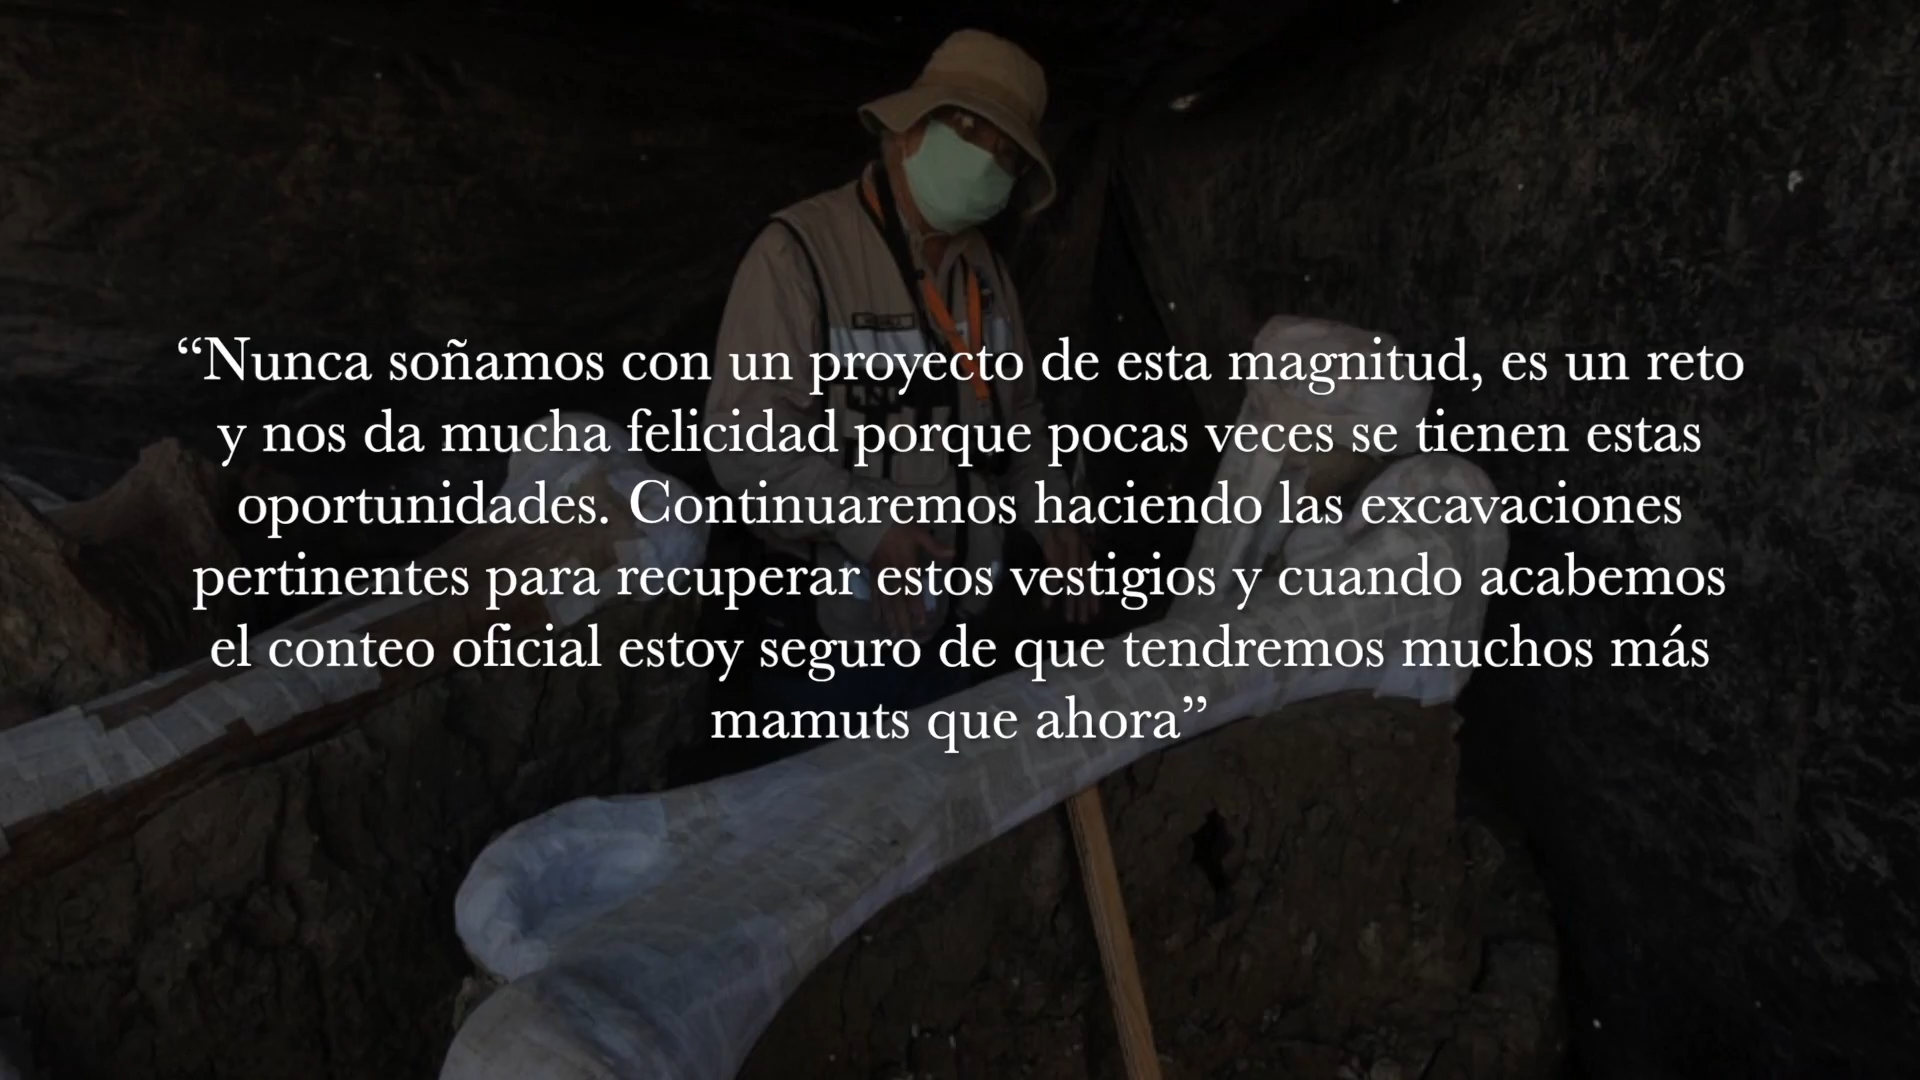 “Nunca soñamos con un proyecto de esta magnitud, es un reto
y nos da mucha felicidad porque pocas veces se tienen estas
oportunidades. Continuaremos haciendo las excavaciones
pertinentes para recuperar estos vestigios y cuando acabemos
el conteo oficial estoy seguro de que tendremos muchos más
mamuts que ahora”